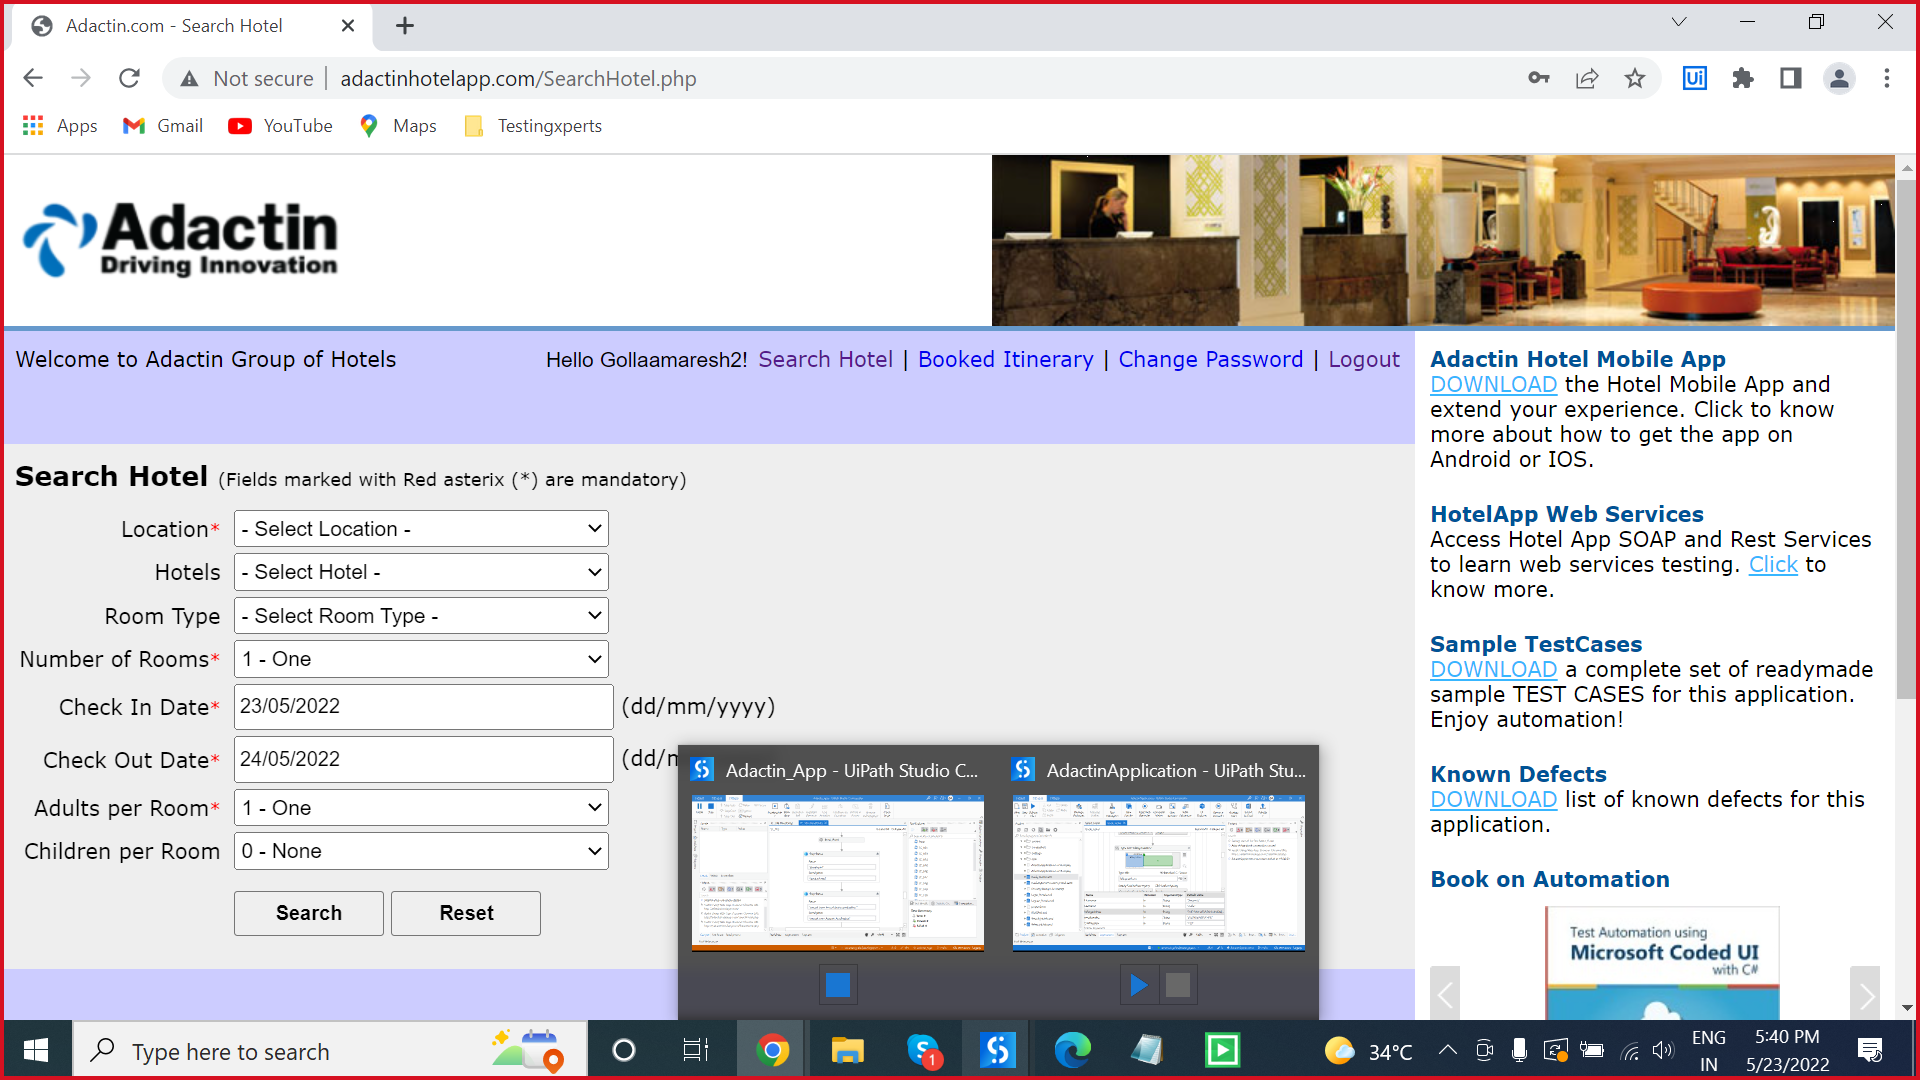 Adactin.com - Search Hotel
Not secure
adactinhotelapp.com/SearchHotel.php
Ui
Apps
Gmail
YouTube
Maps
Testingxperts
Adactin
Driving Innovation
Welcome to Adactin Group of Hotels
Hello Gollaamaresh2! Search Hotel | Booked Itinerary | Change Password | Logout
Search Hotel (Fields marked with Red asterix (*) are mandatory)
Location* - Select Location -
Hotels - Select Hotel -
Room Type - Select Room Type -
Number of Rooms* 1 - One
Check In Date* 23/05/2022 (dd/mm/yyyy)
Check Out Date* 24/05/2022 (dd/m
Adults per Room* 1 - One
Children per Room 0 - None
Search Reset
Adactin Hotel Mobile App
DOWNLOAD the Hotel Mobile App and
extend your experience. Click to know
more about how to get the app on
Android or IOS.
HotelApp Web Services
Access Hotel App SOAP and Rest Services
to learn web services testing. Click to
know more.
Sample TestCases
DOWNLOAD a complete set of readymade
sample TEST CASES for this application.
Enjoy automation!
Known Defects
DOWNLOAD list of known defects for this
application.
Book on Automation
Test Automation using
Microsoft Coded UI
with C#
Adactin_App - UiPath Studio C...
AdactinApplication - UiPath Stu...
Type here to search
1
34°C
ENG
IN
5:40 PM
5/23/2022